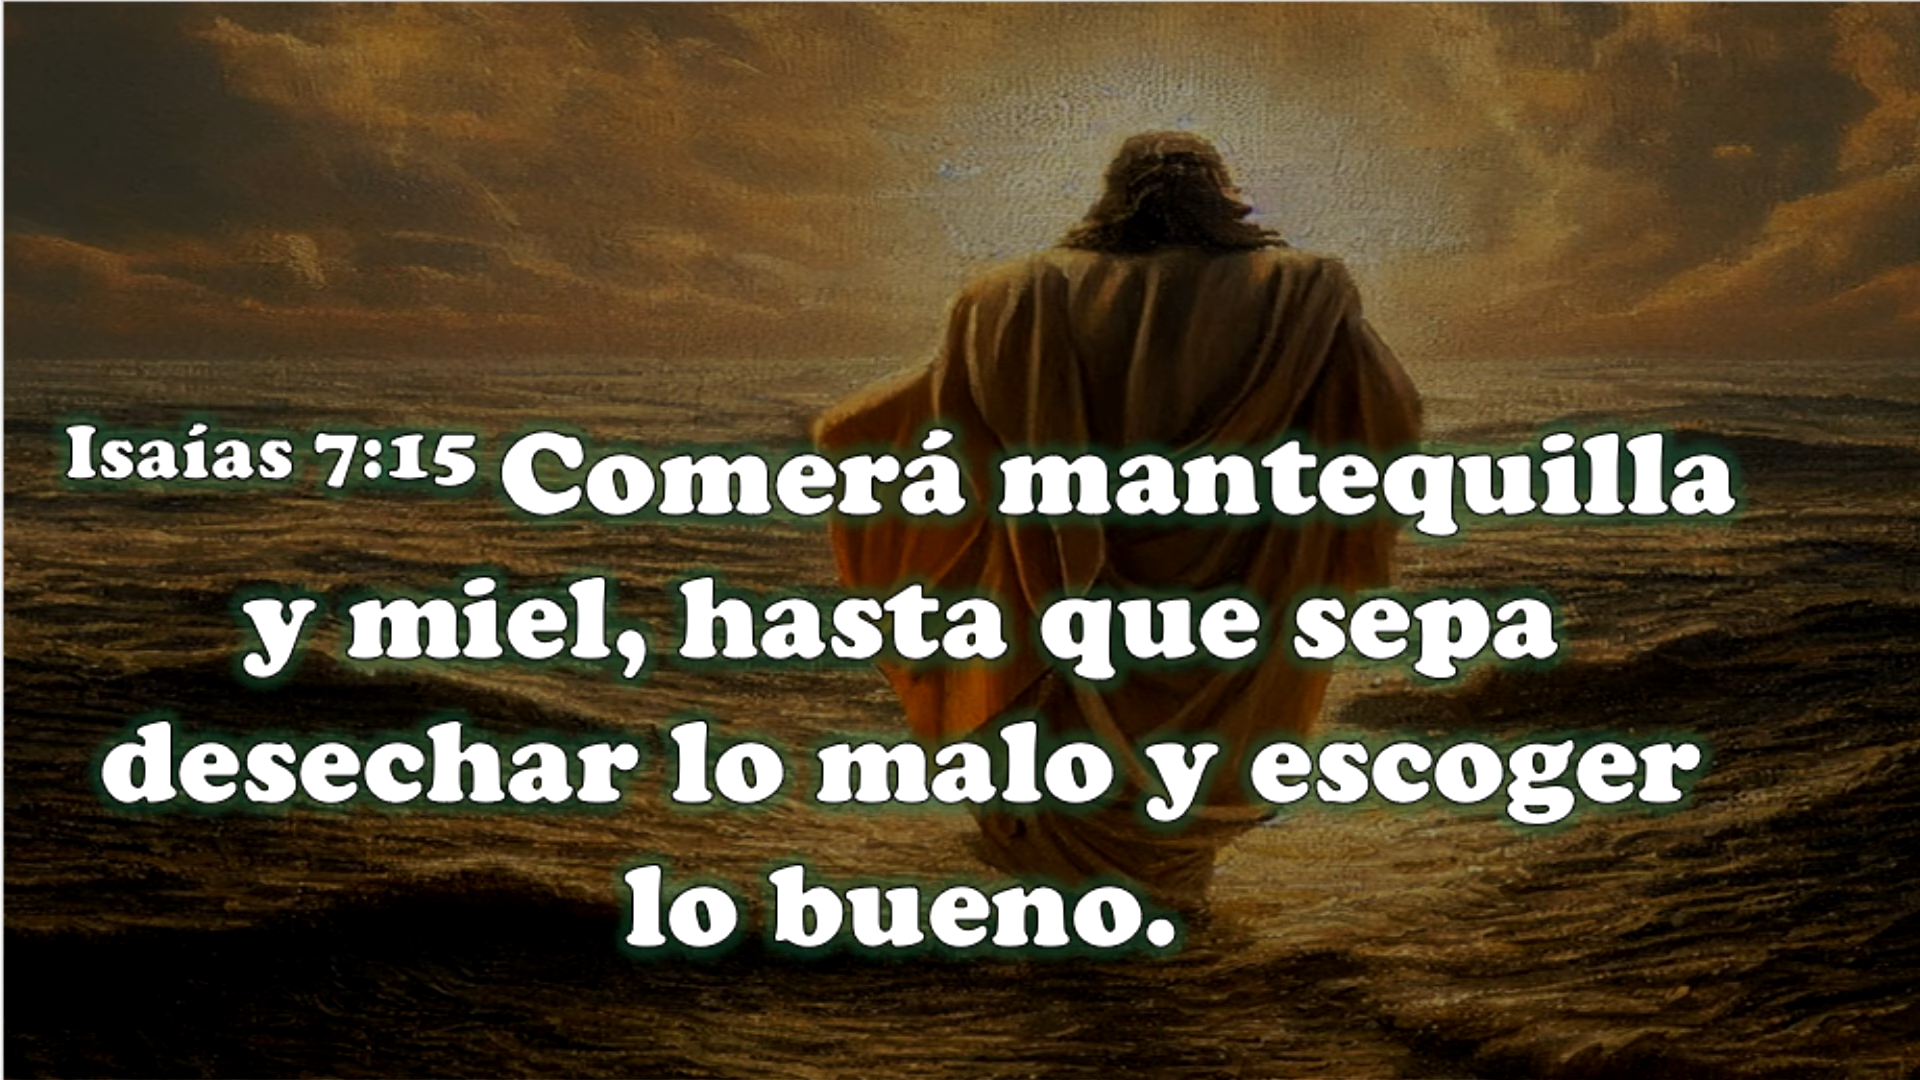 Isaías 7:15 Comerá mantequilla
y miel, hasta que sepa
desechar lo malo y escoger
lo bueno.